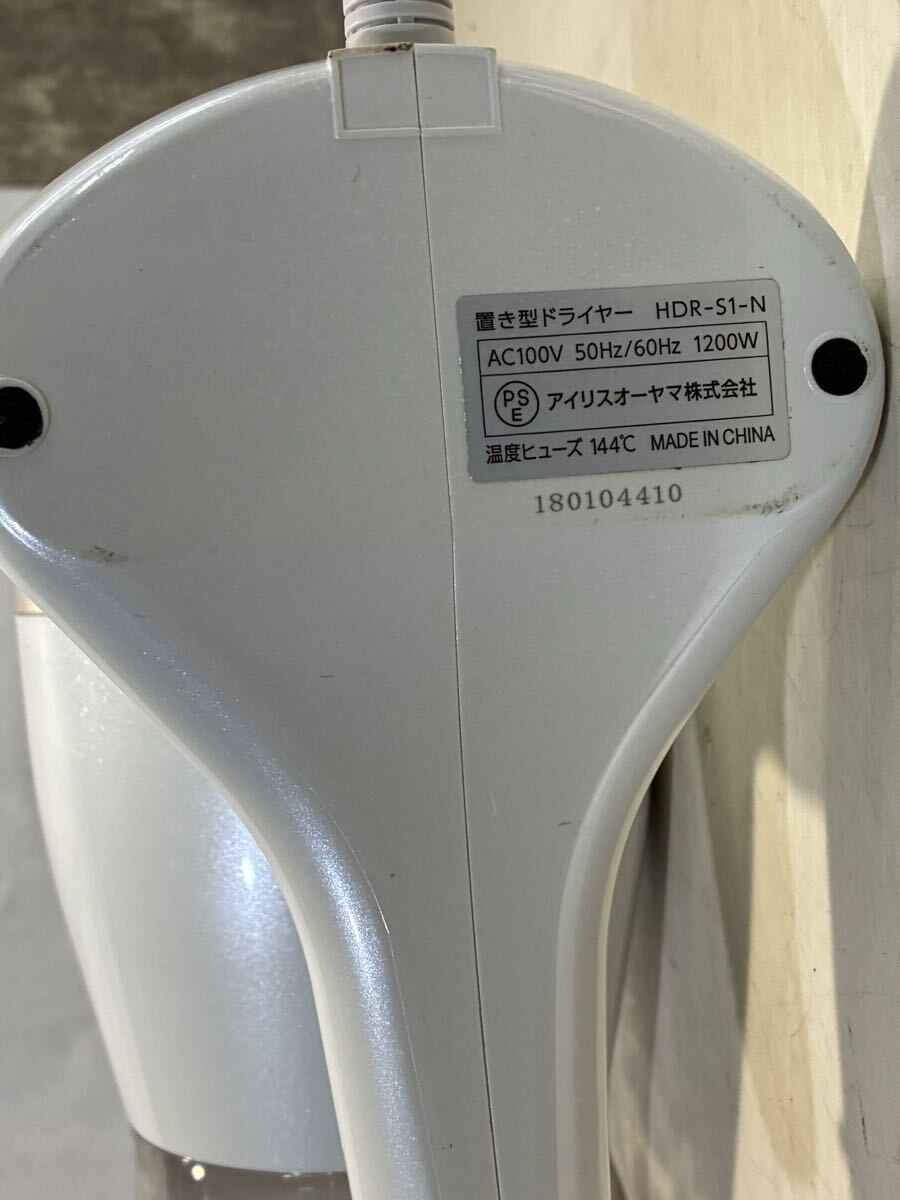 置き型ドライヤー HDR-S1-N
AC100V 50Hz/60Hz 1200W
PSE アイリスオーヤマ株式会社
温度ヒューズ 144℃ MADE IN CHINA
180104410